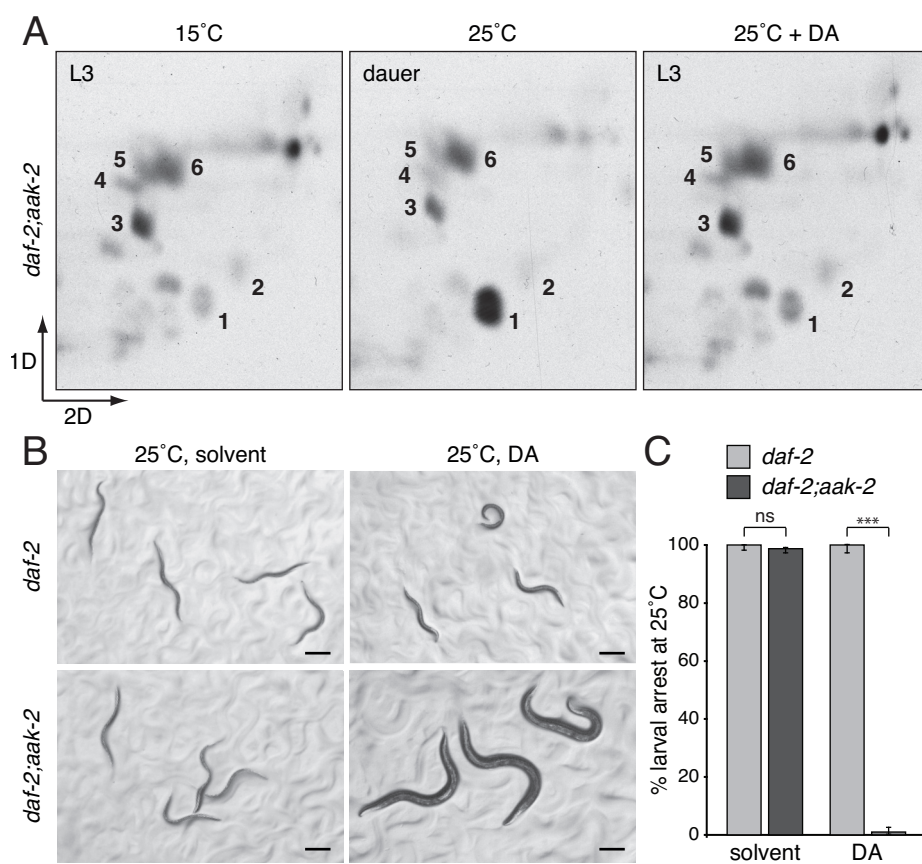 A
15˚C
25˚C
25˚C + DA
daf-2;aak-2
L3
5
6
4
3
2
1
dauer
5
6
4
3
2
1
L3
5
6
4
3
2
1
1D
2D
B
25˚C, solvent
25˚C, DA
daf-2
daf-2;aak-2
C
daf-2
daf-2;aak-2
ns
***
% larval arrest at 25˚C
100
80
60
40
20
0
solvent
DA